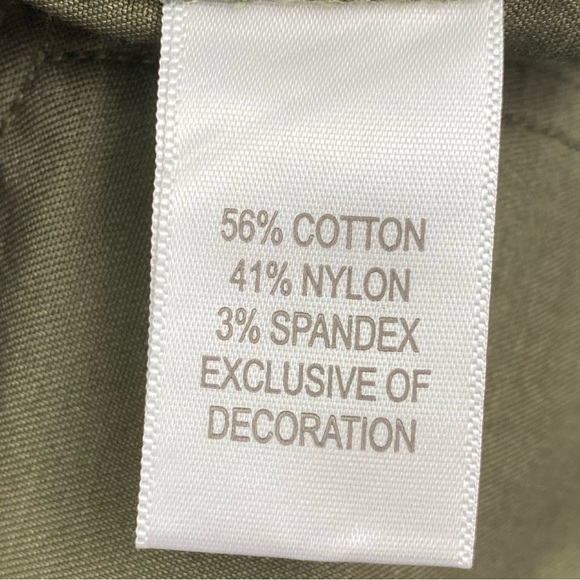 56% COTTON
41% NYLON
3% SPANDEX
EXCLUSIVE OF
DECORATION